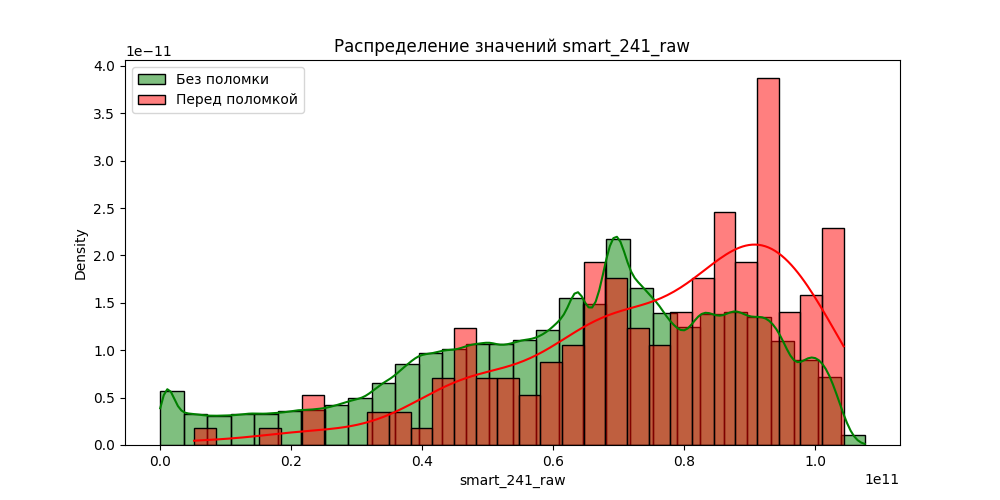 Распределение значений smart_241_raw
1e−11
Без поломки
Перед поломкой
4.0
3.5
3.0
2.5
2.0
1.5
1.0
0.5
0.0
Density
0.0 0.2 0.4 0.6 0.8 1.0
smart_241_raw
1e11